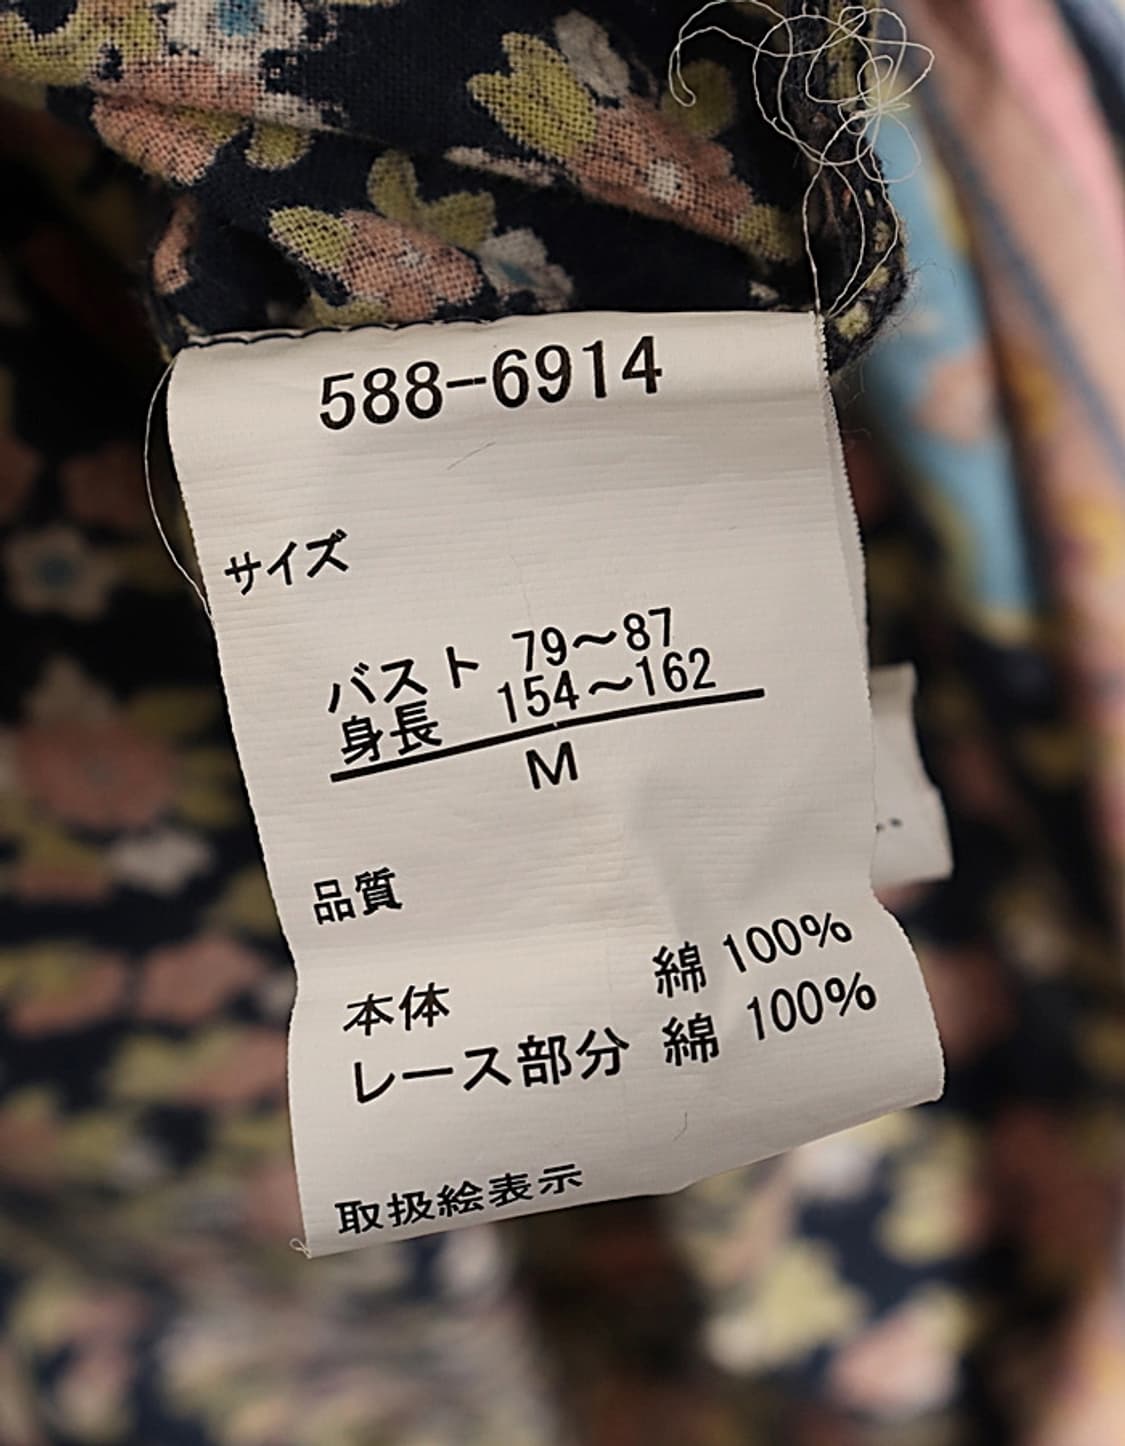 588-6914
サイズ
バスト 79～87
身長 154～162
M
品質
本体 綿 100%
レース部分 綿 100%
取扱絵表示